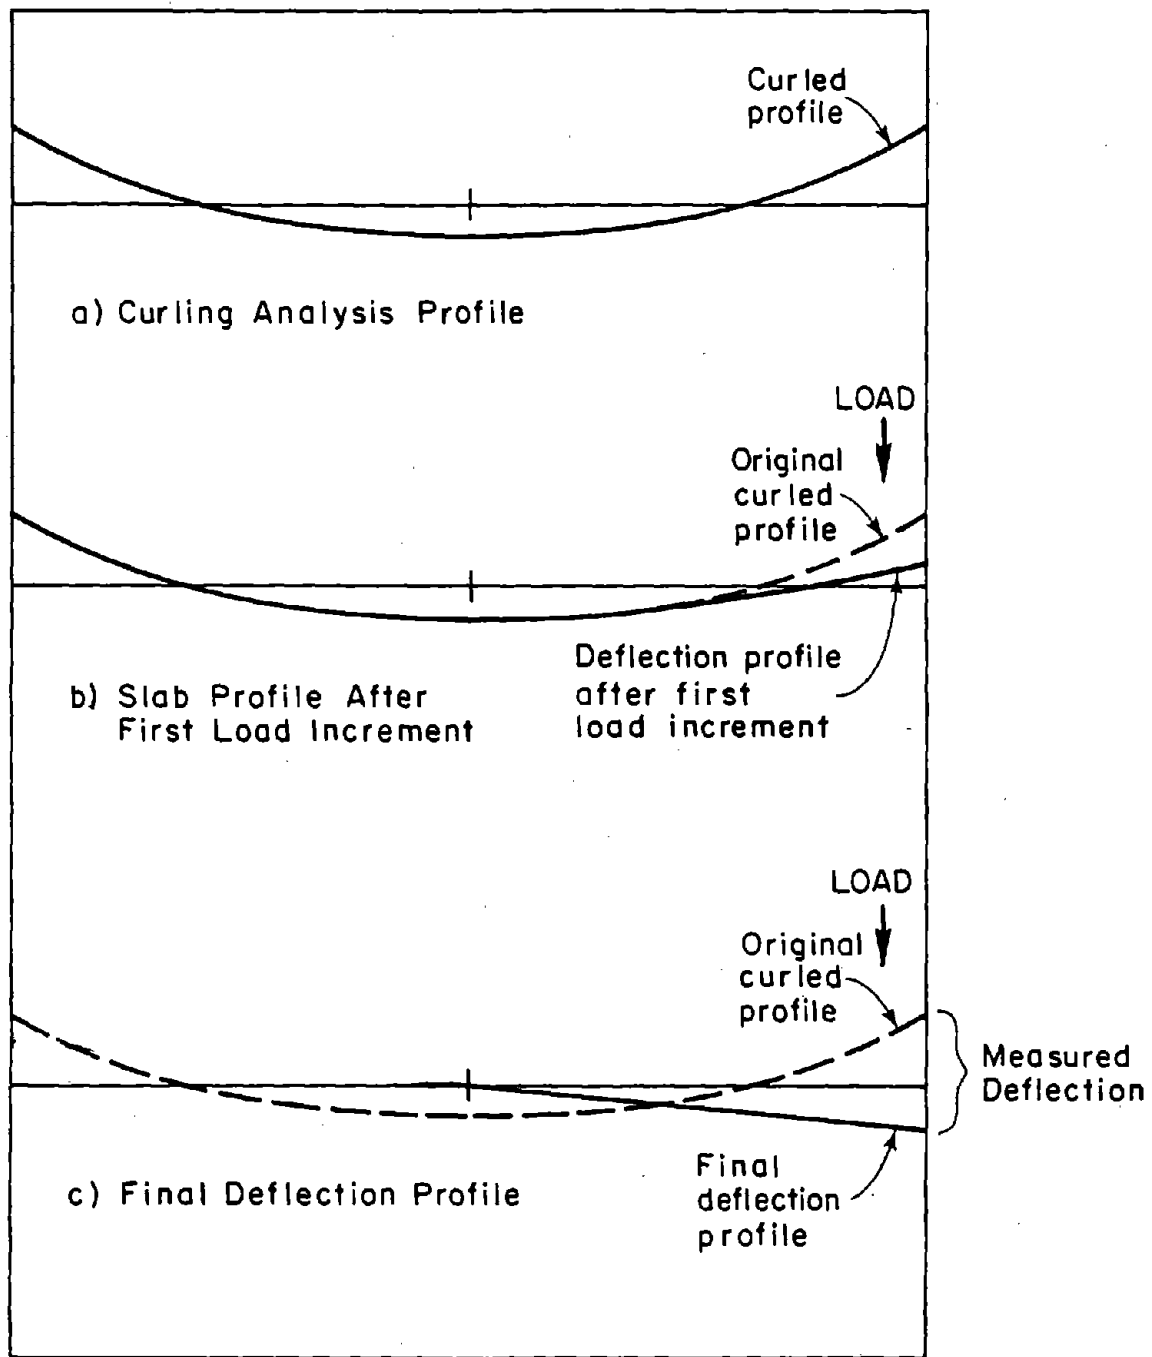 Curled
profile
a) Curling Analysis Profile
LOAD
Original
curled
profile
Deflection profile
after first
load increment
b) Slab Profile After
First Load Increment
LOAD
Original
curled
profile
Measured
Deflection
Final
deflection
profile
c) Final Deflection Profile